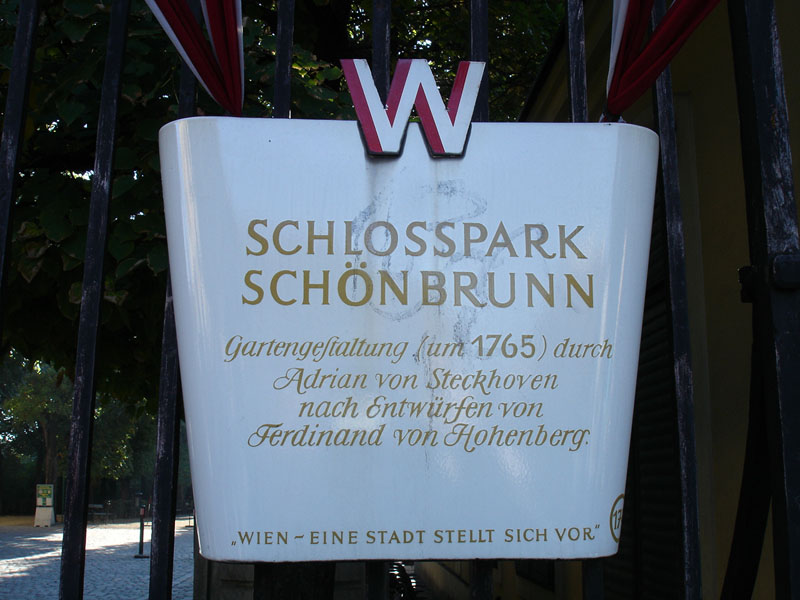 W
SCHLOSSPARK
SCHÖNBRUNN
Gartengeſtaltung (um 1765) durch
Adrian von Steckhoven
nach Entwürfen von
Ferdinand von Hohenberg.
„WIEN ~ EINE STADT STELLT SICH VOR“